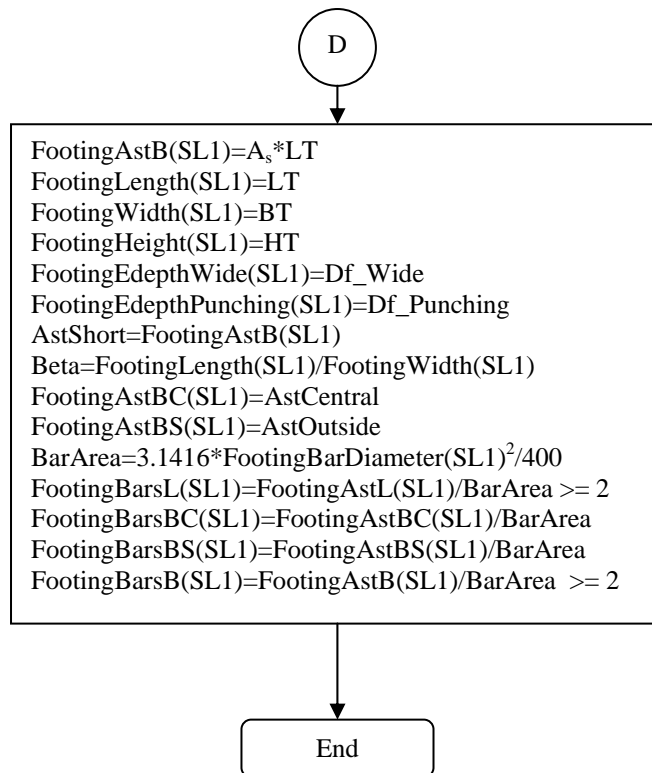 D
FootingAstB(SL1)=Aₛ*LT
FootingLength(SL1)=LT
FootingWidth(SL1)=BT
FootingHeight(SL1)=HT
FootingEdepthWide(SL1)=Df_Wide
FootingEdepthPunching(SL1)=Df_Punching
AstShort=FootingAstB(SL1)
Beta=FootingLength(SL1)/FootingWidth(SL1)
FootingAstBC(SL1)=AstCentral
FootingAstBS(SL1)=AstOutside
BarArea=3.1416*FootingBarDiameter(SL1)²/400
FootingBarsL(SL1)=FootingAstL(SL1)/BarArea >= 2
FootingBarsBC(SL1)=FootingAstBC(SL1)/BarArea
FootingBarsBS(SL1)=FootingAstBS(SL1)/BarArea
FootingBarsB(SL1)=FootingAstB(SL1)/BarArea >= 2
End